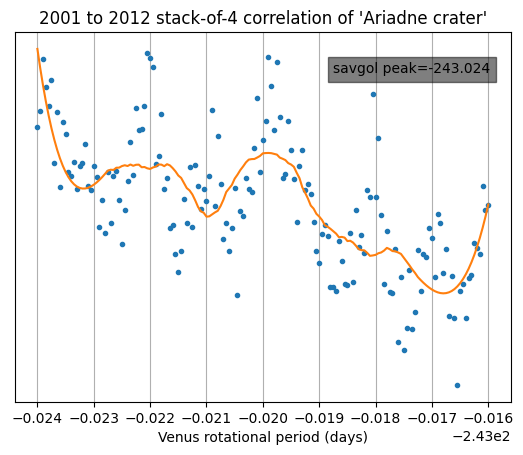 2001 to 2012 stack-of-4 correlation of 'Ariadne crater'
savgol peak=-243.024
−0.024 −0.023 −0.022 −0.021 −0.020 −0.019 −0.018 −0.017 −0.016
Venus rotational period (days)
−2.43e2